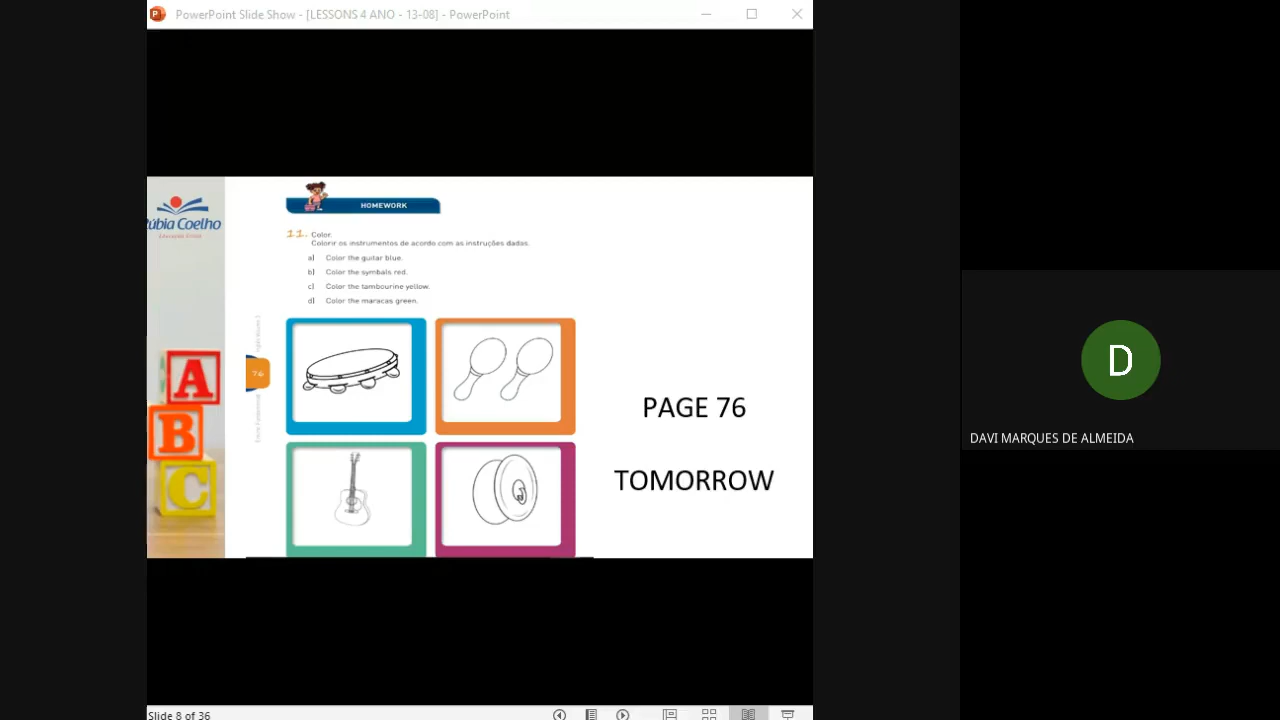 PowerPoint Slide Show - [LESSONS 4 ANO - 13-08] - PowerPoint
úbia Coelho
HOMEWORK
11. Color.
Colorir os instrumentos de acordo com as instruções dadas.
a) Color the guitar blue.
b) Color the symbals red.
c) Color the tambourine yellow.
d) Color the maracas green.
76
A
B
C
PAGE 76
TOMORROW
D
DAVI MARQUES DE ALMEIDA
Slide 8 of 36